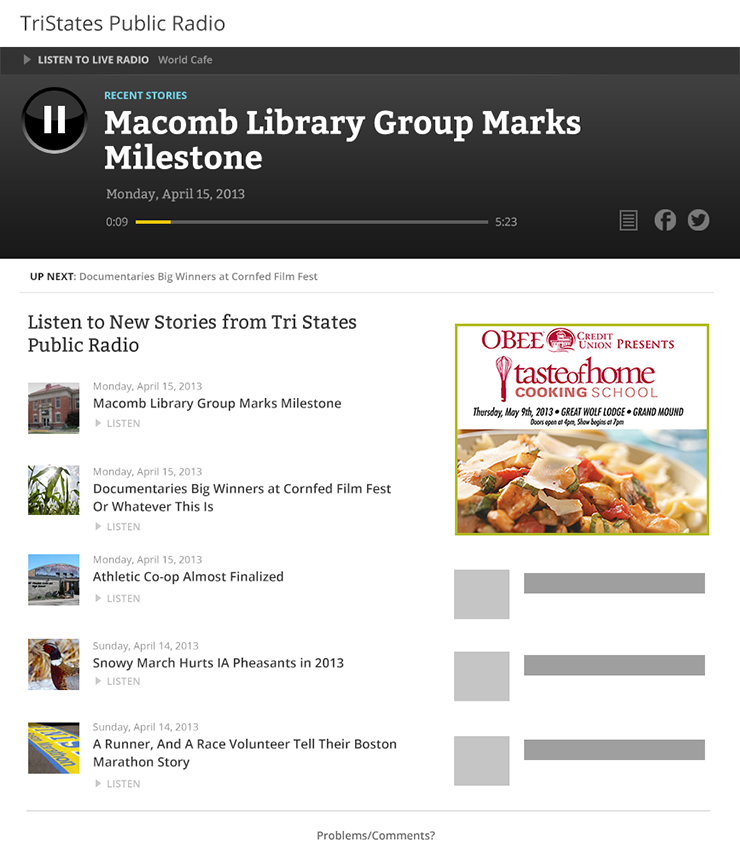 TriStates Public Radio
LISTEN TO LIVE RADIO World Cafe
RECENT STORIES
Macomb Library Group Marks
Milestone
Monday, April 15, 2013
0:09 5:23
UP NEXT: Documentaries Big Winners at Cornfed Film Fest
Listen to New Stories from Tri States
Public Radio
Monday, April 15, 2013
Macomb Library Group Marks Milestone
LISTEN
Monday, April 15, 2013
Documentaries Big Winners at Cornfed Film Fest
Or Whatever This Is
LISTEN
Monday, April 15, 2013
Athletic Co-op Almost Finalized
LISTEN
Sunday, April 14, 2013
Snowy March Hurts IA Pheasants in 2013
LISTEN
Sunday, April 14, 2013
A Runner, And A Race Volunteer Tell Their Boston
Marathon Story
LISTEN
OBEE CREDIT UNION PRESENTS
tasteofhome
COOKING SCHOOL
Thursday, May 9th, 2013 • GREAT WOLF LODGE • GRAND MOUND
Doors open at 4pm, Show begins at 7pm
Problems/Comments?